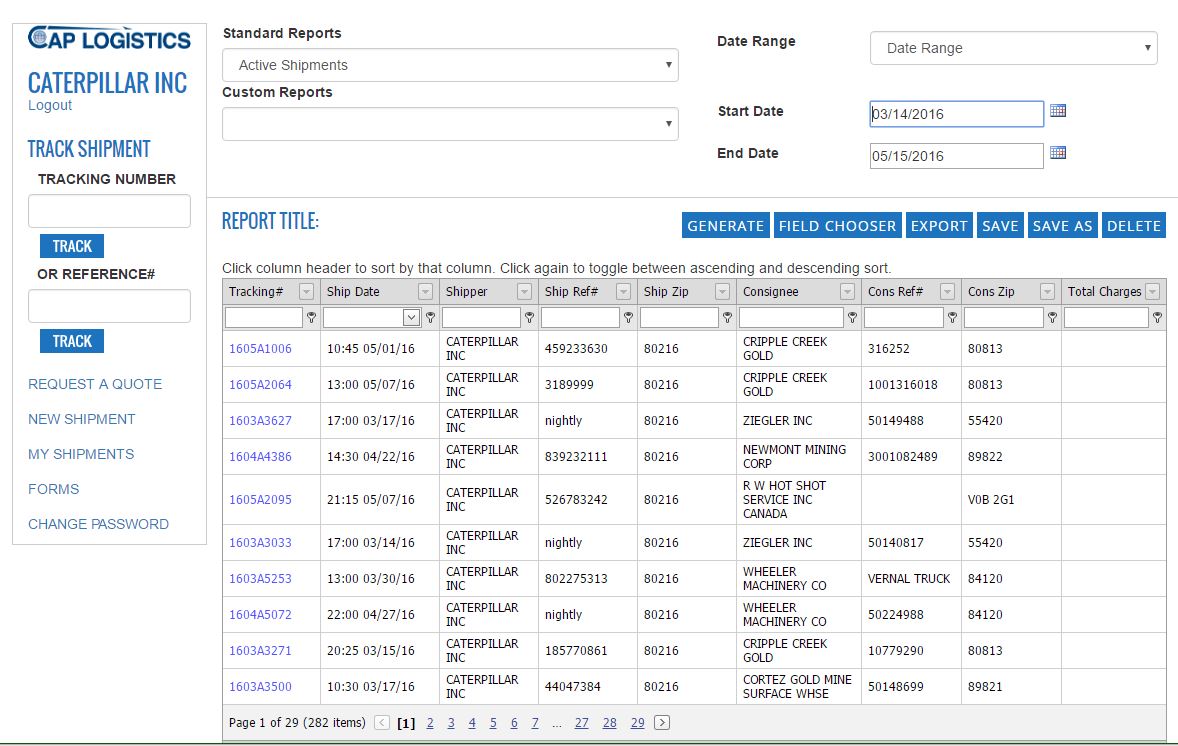 CAP LOGISTICS
CATERPILLAR INC
Logout
TRACK SHIPMENT
TRACKING NUMBER
TRACK
OR REFERENCE#
TRACK
REQUEST A QUOTE
NEW SHIPMENT
MY SHIPMENTS
FORMS
CHANGE PASSWORD
Standard Reports
Active Shipments
Custom Reports
Date Range
Date Range
Start Date
03/14/2016
End Date
05/15/2016
REPORT TITLE:
GENERATE FIELD CHOOSER EXPORT SAVE SAVE AS DELETE
Click column header to sort by that column. Click again to toggle between ascending and descending sort.
Tracking# Ship Date Shipper Ship Ref# Ship Zip Consignee Cons Ref# Cons Zip Total Charges
1605A1006 10:45 05/01/16 CATERPILLAR INC 459233630 80216 CRIPPLE CREEK GOLD 316252 80813
1605A2064 13:00 05/07/16 CATERPILLAR INC 3189999 80216 CRIPPLE CREEK GOLD 1001316018 80813
1603A3627 17:00 03/17/16 CATERPILLAR INC nightly 80216 ZIEGLER INC 50149488 55420
1604A4386 14:30 04/22/16 CATERPILLAR INC 839232111 80216 NEWMONT MINING CORP 3001082489 89822
1605A2095 21:15 05/07/16 CATERPILLAR INC 526783242 80216 R W HOT SHOT SERVICE INC CANADA V0B 2G1
1603A3033 17:00 03/14/16 CATERPILLAR INC nightly 80216 ZIEGLER INC 50140817 55420
1603A5253 13:00 03/30/16 CATERPILLAR INC 802275313 80216 WHEELER MACHINERY CO VERNAL TRUCK 84120
1604A5072 22:00 04/27/16 CATERPILLAR INC nightly 80216 WHEELER MACHINERY CO 50224988 84120
1603A3271 20:25 03/15/16 CATERPILLAR INC 185770861 80216 CRIPPLE CREEK GOLD 10779290 80813
1603A3500 10:30 03/17/16 CATERPILLAR INC 44047384 80216 CORTEZ GOLD MINE SURFACE WHSE 50148699 89821
Page 1 of 29 (282 items) < [1] 2 3 4 5 6 7 … 27 28 29 >